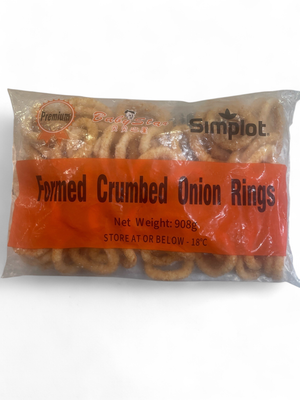 Premium
Simplot
Formed Crumbed Onion Rings
Net Weight: 908g
STORE AT OR BELOW - 18°C